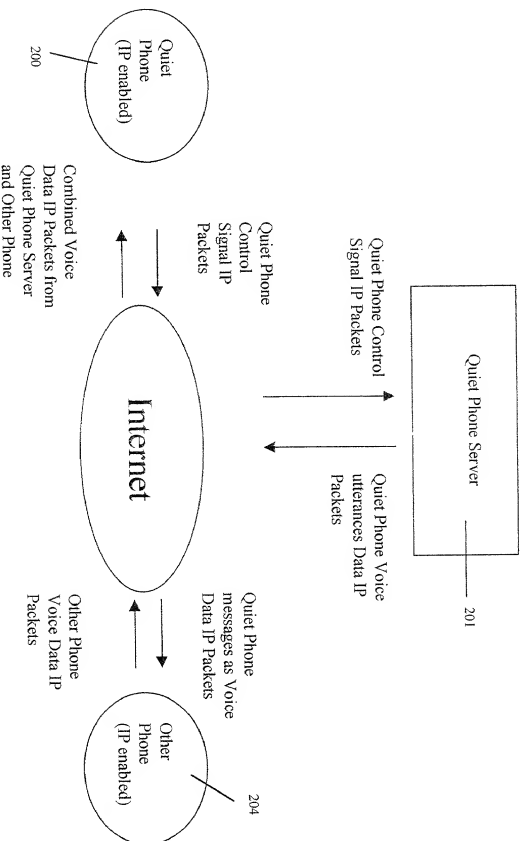 Quiet Phone Server
201
Quiet Phone Control
Signal IP Packets
Quiet Phone Voice
utterances Data IP
Packets
Quiet Phone
Control
Signal IP
Packets
Quiet Phone
messages as Voice
Data IP Packets
204
Quiet
Phone
(IP enabled)
200
Internet
Other
Phone
(IP enabled)
Combined Voice
Data IP Packets from
Quiet Phone Server
and Other Phone
Other Phone
Voice Data IP
Packets